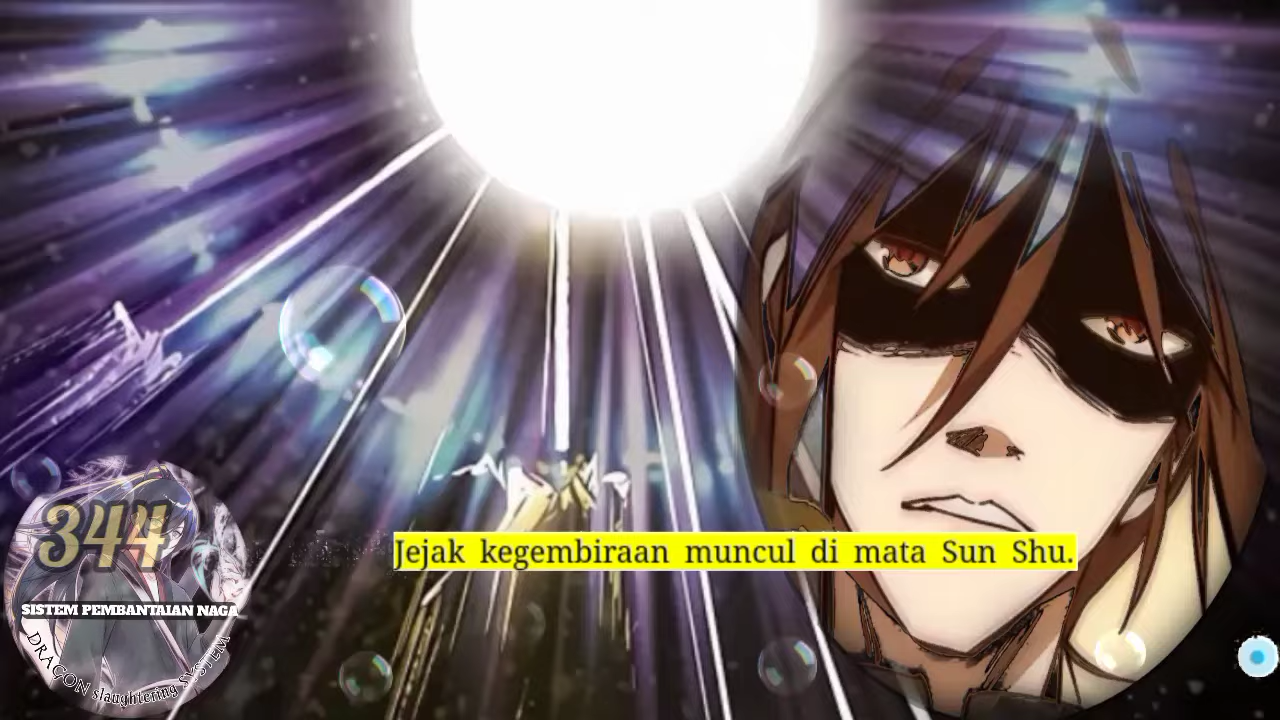 344
SISTEM PEMBANTAIAN NAGA
DRAGON slaughtering SYSTEM
Jejak kegembiraan muncul di mata Sun Shu.